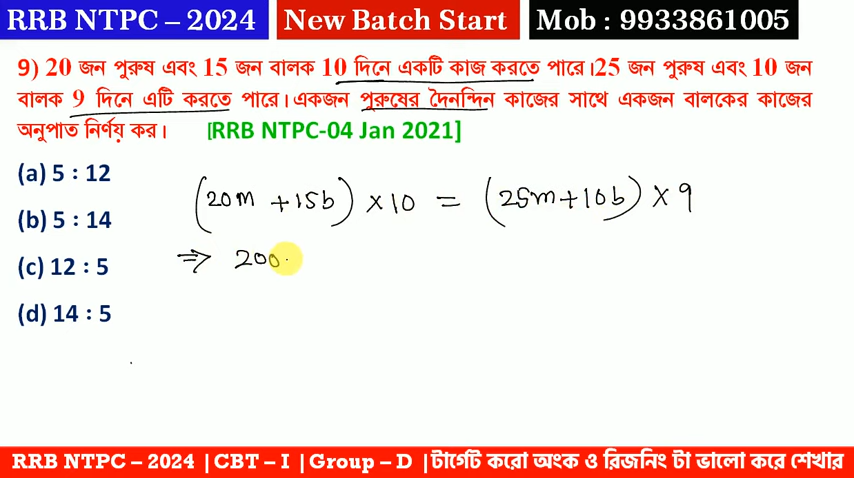 RRB NTPC – 2024 New Batch Start Mob : 9933861005
9) 20 জন পুরুষ এবং 15 জন বালক 10 দিনে একটি কাজ করতে পারে।25 জন পুরুষ এবং 10 জন
বালক 9 দিনে এটি করতে পারে। একজন পুরুষের দৈনন্দিন কাজের সাথে একজন বালকের কাজের
অনুপাত নির্ণয় কর। [RRB NTPC-04 Jan 2021]
(a) 5 : 12
(20m + 15b) × 10 = (25m + 10b) × 9
(b) 5 : 14
⇒ 200
(c) 12 : 5
(d) 14 : 5
RRB NTPC – 2024 |CBT – I |Group – D |টার্গেট করো অংক ও রিজনিং টা ভালো করে শেখার